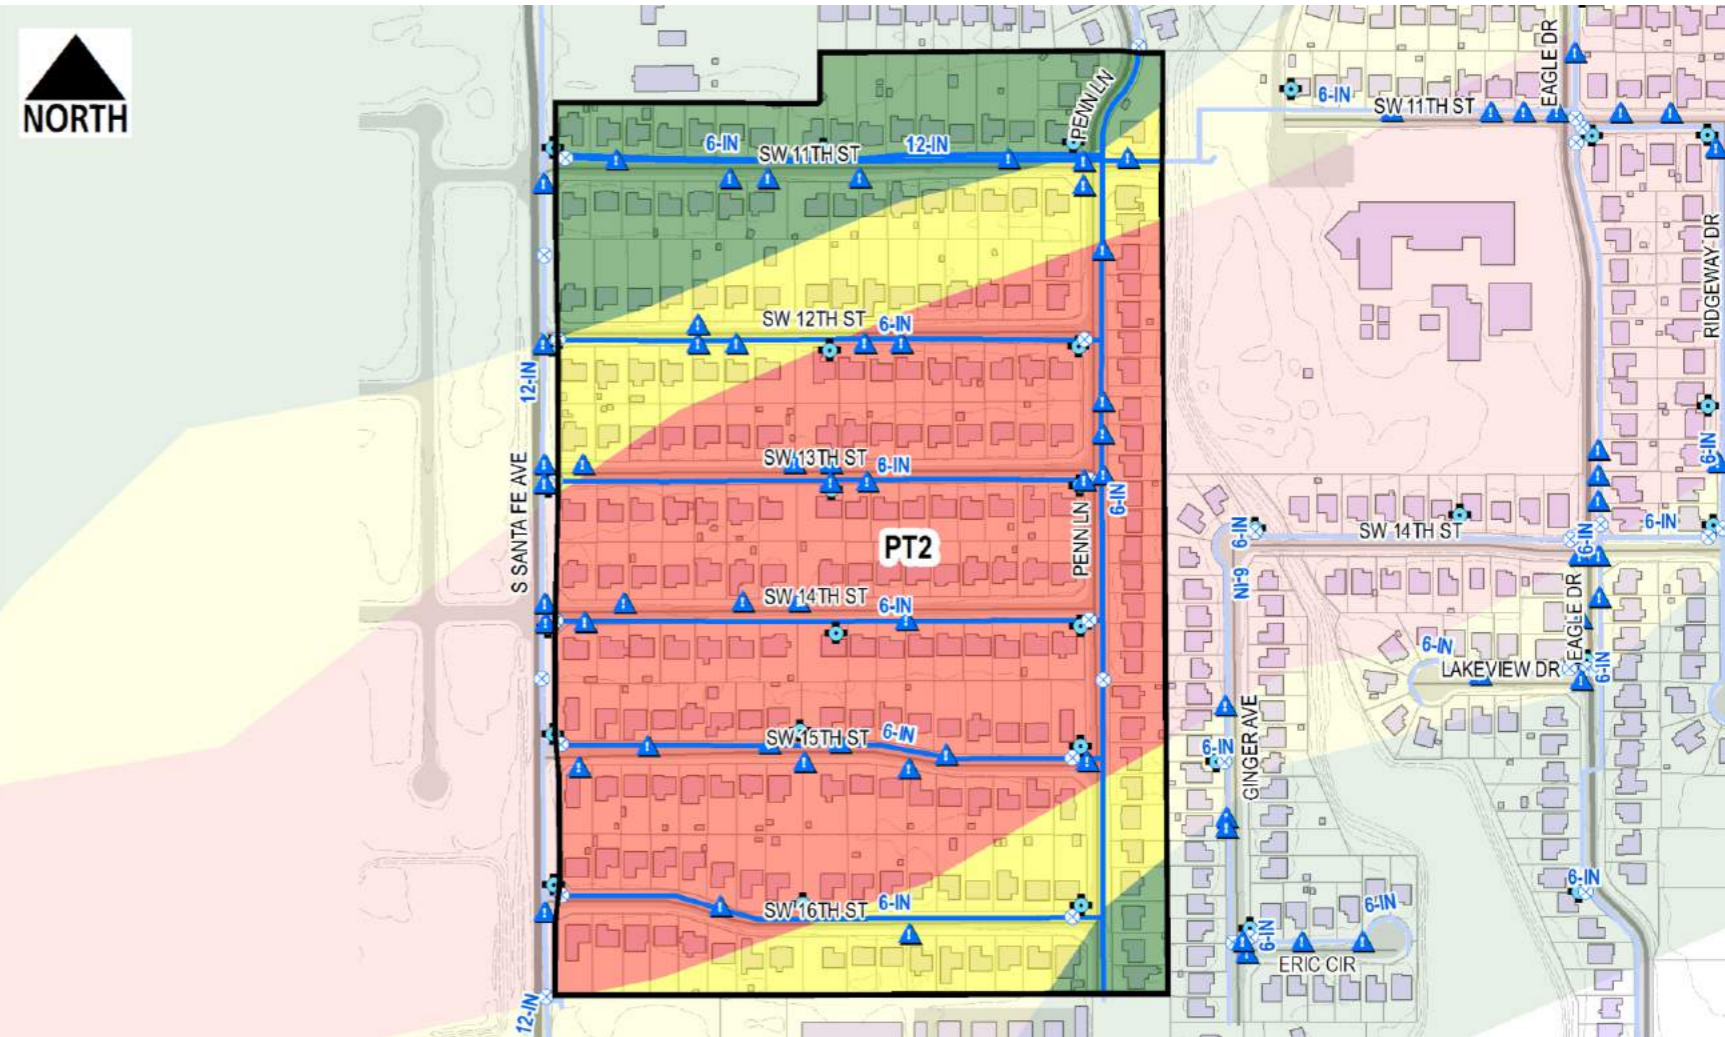 EAGLE DR
PENN LN
6-IN
SW 11TH ST
NORTH
6-IN
SW 11TH ST
12-IN
RIDGEWAY DR
SW 12TH ST
6-IN
12-IN
S SANTA FE AVE
SW 13TH ST
6-IN
6-IN
6-IN
PENN LN
PT2
6-IN
6-IN
SW 14TH ST
6-IN
6-IN
SW 14TH ST
6-IN
EAGLE DR
6-IN
LAKEVIEW DR
6-IN
SW 15TH ST
6-IN
6-IN
GINGER AVE
6-IN
SW 16TH ST
6-IN
6-IN
6-IN
ERIC CIR
12-IN